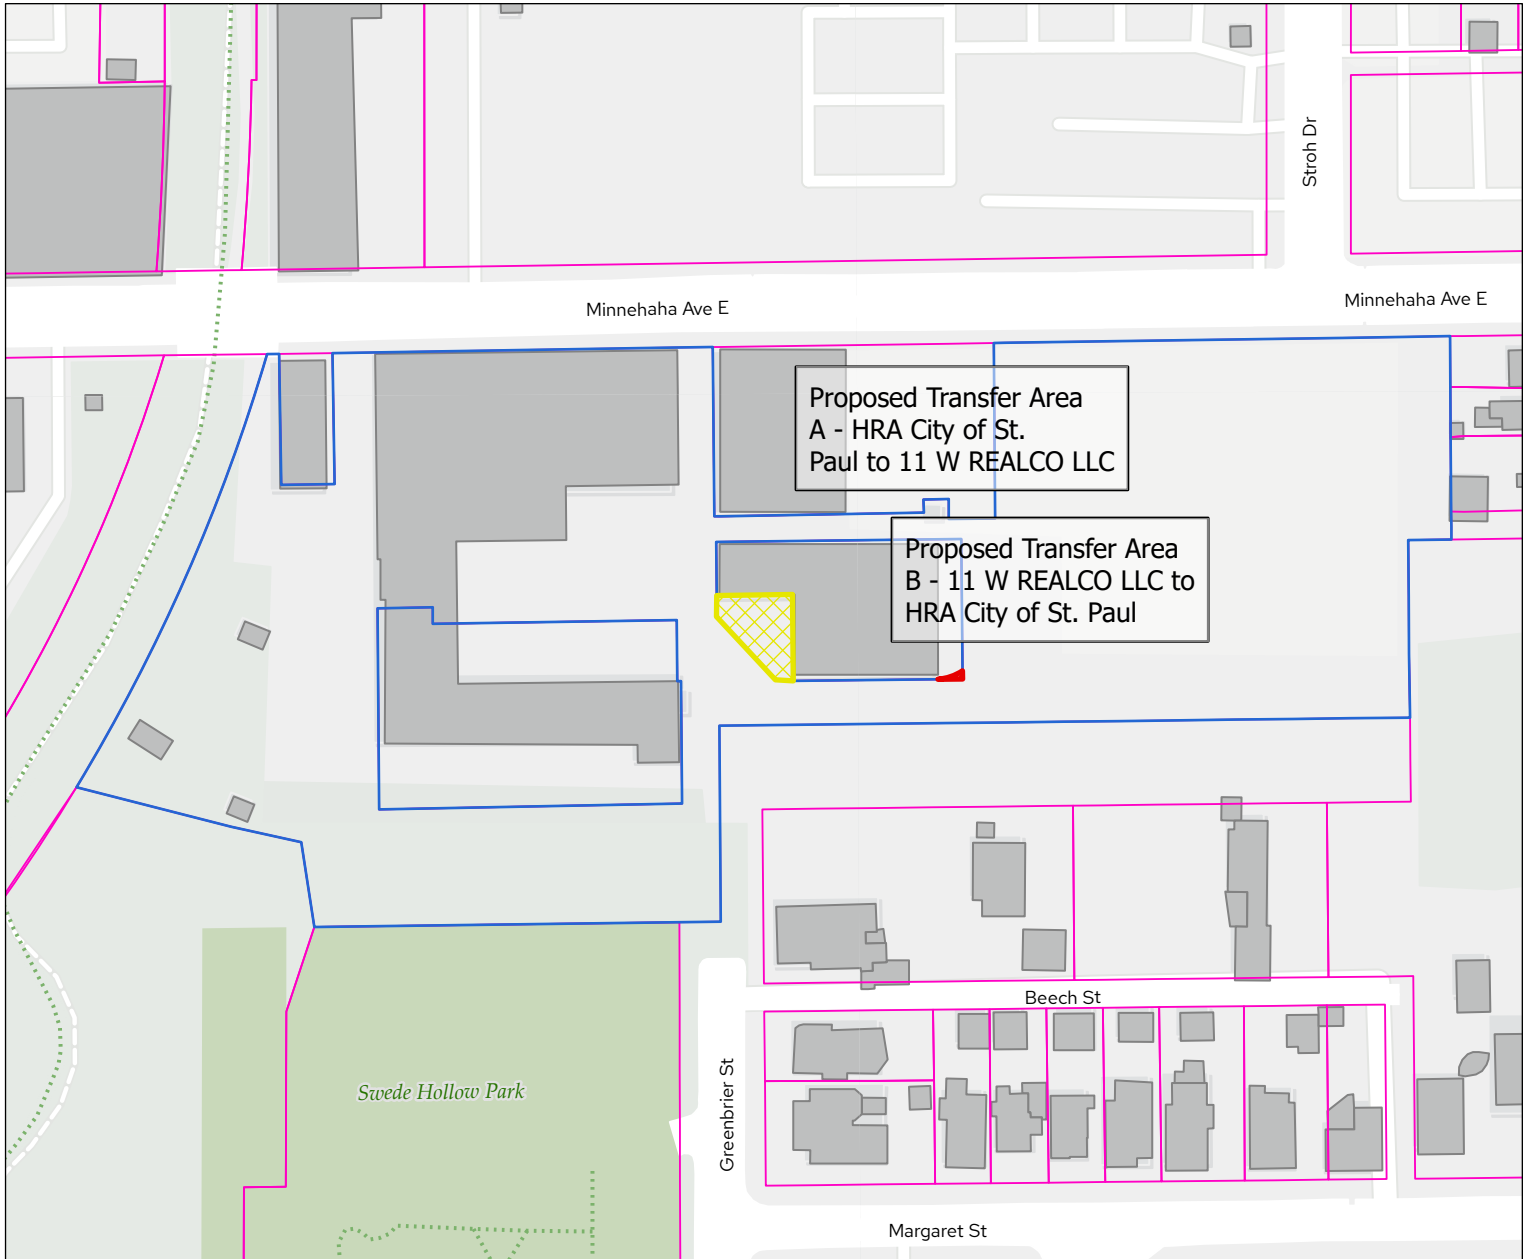 Stroh Dr
Minnehaha Ave E
Minnehaha Ave E
Proposed Transfer Area
A - HRA City of St.
Paul to 11 W REALCO LLC
Proposed Transfer Area
B - 11 W REALCO LLC to
HRA City of St. Paul
Beech St
Swede Hollow Park
Greenbrier St
Margaret St